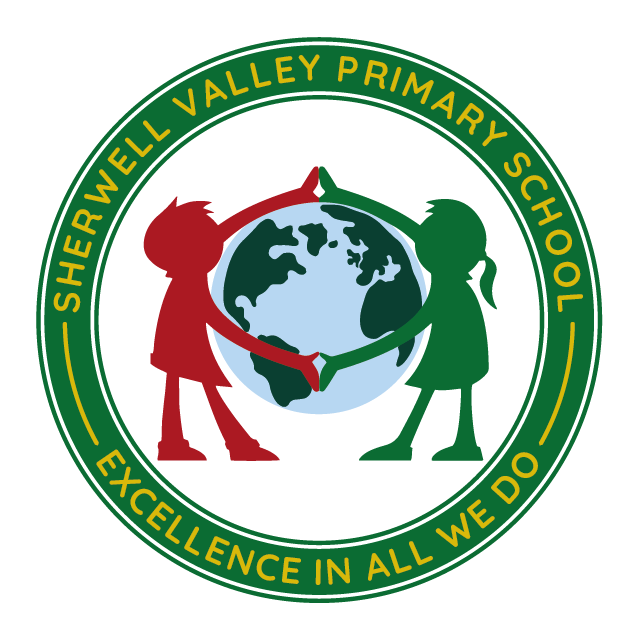 SHERWELL VALLEY PRIMARY SCHOOL
EXCELLENCE IN ALL WE DO